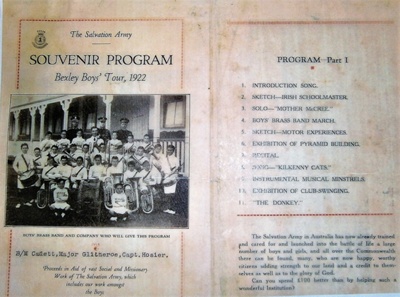 The Salvation Army
SOUVENIR PROGRAM
Bexley Boys' Tour, 1922
BOYS' BRASS BAND AND COMPANY WHO WILL GIVE THIS PROGRAM
B/M Cadett, Major Glitheroe, Capt. Hosier.
Proceeds in Aid of vast Social and Missionary
Work of The Salvation Army, which
includes our work amongst
the Boys.
PROGRAM—Part I
1. INTRODUCTION SONG.
2. SKETCH—IRISH SCHOOLMASTER.
3. SOLO—"MOTHER McCREE."
4. BOYS' BRASS BAND MARCH.
5. SKETCH—MOTOR EXPERIENCES.
6. EXHIBITION OF PYRAMID BUILDING.
7. RECITAL.
8. SONG—"KILKENNY CATS."
9. INSTRUMENTAL MUSICAL MINSTRELS.
10. EXHIBITION OF CLUB-SWINGING.
11. "THE DONKEY."
The Salvation Army in Australia has now already trained
and cared for and launched into the battle of life a large
number of boys and girls, and all over the Commonwealth
there can be found, many, who are now happy, worthy
citizens adding strength to our land and a credit to them-
selves as well as to the glory of God.
Can you spend £100 better than by helping such a
wonderful Institution?